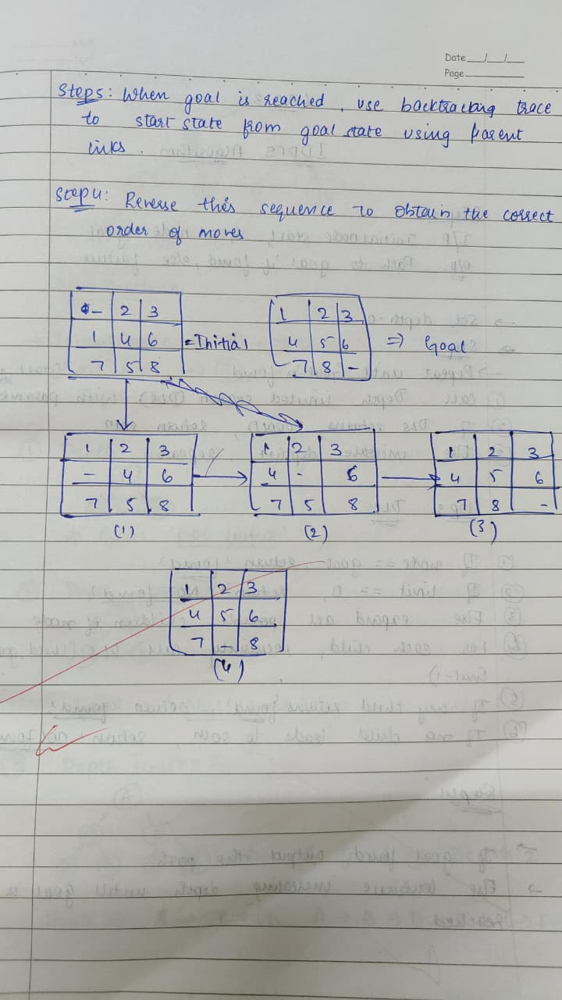 Date __/__/__
Page
Steps: When goal is reached, use backtracking trace
to start state from goal state using parent
links.
Step4: Reverse this sequence to obtain the correct
order of moves
- 2 3
1 4 6
7 5 8
= Initial
1 2 3
4 5 6
7 8 -
=> Goal
1 2 3
- 4 6
7 5 8
(1)
1 2 3
4 - 6
7 5 8
(2)
1 2 3
4 5 6
7 8 -
(3)
1 2 3
4 5 6
7 - 8
(4)